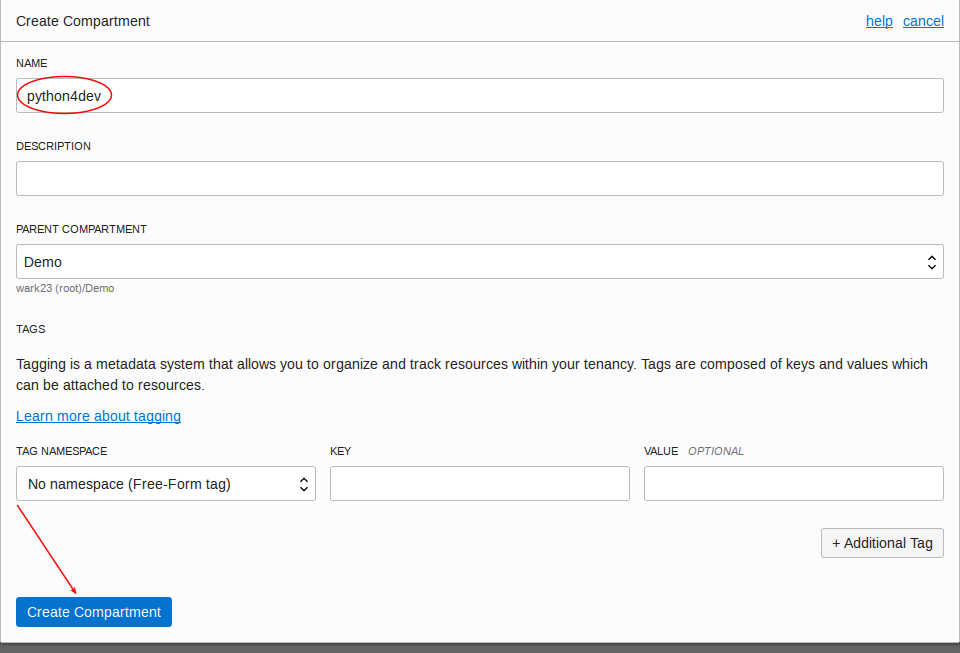 Create Compartment help cancel
NAME
python4dev
DESCRIPTION
PARENT COMPARTMENT
Demo
wark23 (root)/Demo
TAGS
Tagging is a metadata system that allows you to organize and track resources within your tenancy. Tags are composed of keys and values which
can be attached to resources.
Learn more about tagging
TAG NAMESPACE KEY VALUE OPTIONAL
No namespace (Free-Form tag)
+ Additional Tag
Create Compartment